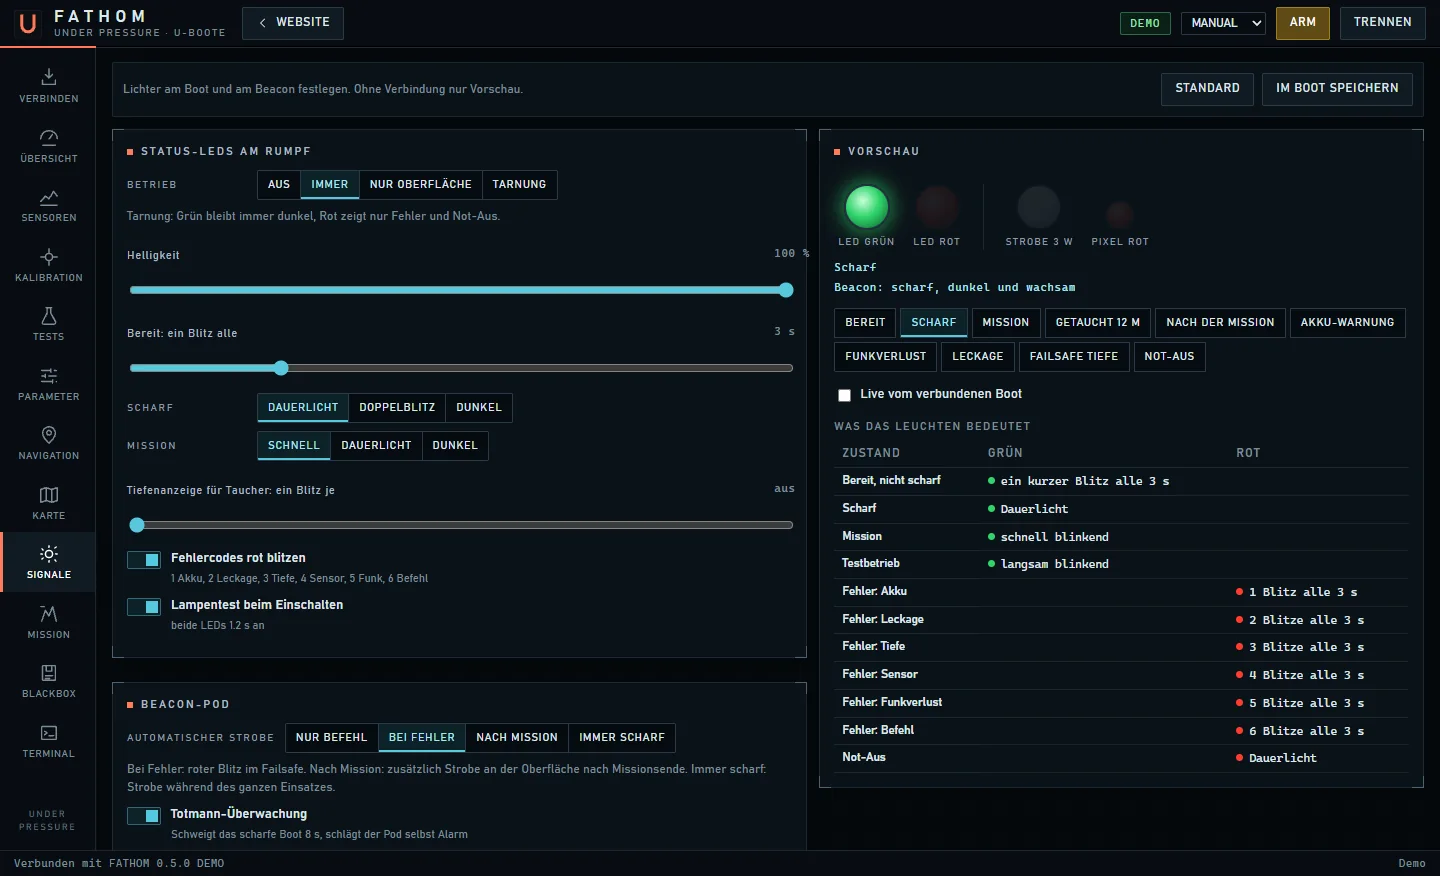 FATHOM
UNDER PRESSURE · U-BOOTE
WEBSITE
DEMO
MANUAL
ARM
TRENNEN
VERBINDEN
ÜBERSICHT
SENSOREN
KALIBRATION
TESTS
PARAMETER
NAVIGATION
KARTE
SIGNALE
MISSION
BLACKBOX
TERMINAL
UNDER
PRESSURE
Lichter am Boot und am Beacon festlegen. Ohne Verbindung nur Vorschau.
STANDARD
IM BOOT SPEICHERN
STATUS-LEDS AM RUMPF
BETRIEB
AUS
IMMER
NUR OBERFLÄCHE
TARNUNG
Tarnung: Grün bleibt immer dunkel, Rot zeigt nur Fehler und Not-Aus.
Helligkeit
100 %
Bereit: ein Blitz alle
3 s
SCHARF
DAUERLICHT
DOPPELBLITZ
DUNKEL
MISSION
SCHNELL
DAUERLICHT
DUNKEL
Tiefenanzeige für Taucher: ein Blitz je
aus
Fehlercodes rot blitzen
1 Akku, 2 Leckage, 3 Tiefe, 4 Sensor, 5 Funk, 6 Befehl
Lampentest beim Einschalten
beide LEDs 1.2 s an
BEACON-POD
AUTOMATISCHER STROBE
NUR BEFEHL
BEI FEHLER
NACH MISSION
IMMER SCHARF
Bei Fehler: roter Blitz im Failsafe. Nach Mission: zusätzlich Strobe an der Oberfläche nach Missionsende. Immer scharf:
Strobe während des ganzen Einsatzes.
Totmann-Überwachung
Schweigt das scharfe Boot 8 s, schlägt der Pod selbst Alarm
VORSCHAU
LED GRÜN
LED ROT
STROBE 3 W
PIXEL ROT
Scharf
Beacon: scharf, dunkel und wachsam
BEREIT
SCHARF
MISSION
GETAUCHT 12 M
NACH DER MISSION
AKKU-WARNUNG
FUNKVERLUST
LECKAGE
FAILSAFE TIEFE
NOT-AUS
Live vom verbundenen Boot
WAS DAS LEUCHTEN BEDEUTET
ZUSTAND GRÜN ROT
Bereit, nicht scharf ein kurzer Blitz alle 3 s
Scharf Dauerlicht
Mission schnell blinkend
Testbetrieb langsam blinkend
Fehler: Akku 1 Blitz alle 3 s
Fehler: Leckage 2 Blitze alle 3 s
Fehler: Tiefe 3 Blitze alle 3 s
Fehler: Sensor 4 Blitze alle 3 s
Fehler: Funkverlust 5 Blitze alle 3 s
Fehler: Befehl 6 Blitze alle 3 s
Not-Aus Dauerlicht
Verbunden mit FATHOM 0.5.0 DEMO
Demo